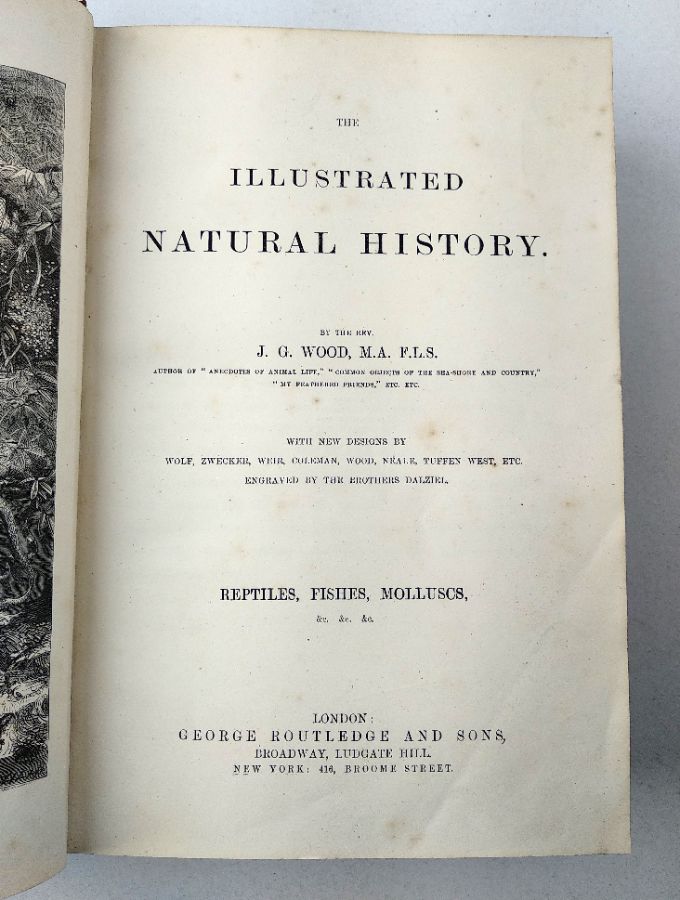 THE
ILLUSTRATED
NATURAL HISTORY.
BY THE REV.
J. G. WOOD, M.A. F.L.S.
AUTHOR OF "ANECDOTES OF ANIMAL LIFE," "COMMON OBJECTS OF THE SEA-SHORE AND COUNTRY,"
"MY FEATHERED FRIENDS," ETC. ETC.
WITH NEW DESIGNS BY
WOLF, ZWECKER, WEIR, COLEMAN, WOOD, NEALE, TUFFEN WEST, ETC.
ENGRAVED BY THE BROTHERS DALZIEL.
REPTILES, FISHES, MOLLUSCS,
&c. &c. &c.
LONDON:
GEORGE ROUTLEDGE AND SONS,
BROADWAY, LUDGATE HILL.
NEW YORK: 416, BROOME STREET.